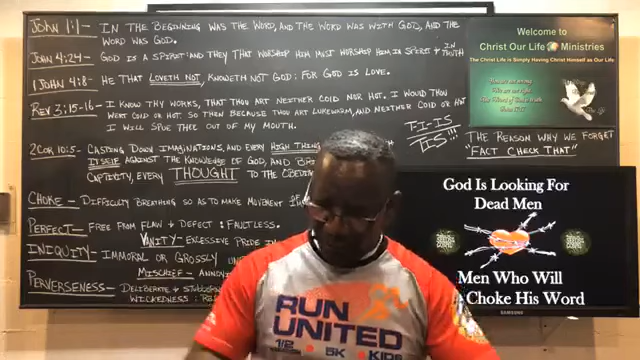 John 1:1- IN THE BEGINNING WAS THE WORD, AND THE WORD WAS WITH GOD, AND THE
WORD WAS GOD.
JOHN 4:24- GOD IS A SPIRIT: AND THEY THAT WORSHIP HIM MUST WORSHIP HIM IN SPIRIT + IN TRUTH
1 JOHN 4:8- HE THAT LOVETH NOT, KNOWETH NOT GOD: FOR GOD IS LOVE.
REV 3:15-16- I KNOW THY WORKS, THAT THOU ART NEITHER COLD NOR HOT. I WOULD THOU
WERT COLD OR HOT. SO THEN BECAUSE THOU ART LUKEWARM, AND NEITHER COLD OR HOT
I WILL SPUE THEE OUT OF MY MOUTH.
T-I-IS
TIS!!!
2COR 10:5- CASTING DOWN IMAGINATIONS, AND EVERY HIGH THING
ITSELF AGAINST THE KNOWLEDGE OF GOD, AND
CAPTIVITY, EVERY THOUGHT TO THE
CHOKE- DIFFICULTY BREATHING SO AS TO MAKE MOVEMENT
PERFECT- FREE FROM FLAW + DEFECT: FAULTLESS.
VANITY- EXCESSIVE PRIDE IN
INIQUITY- IMMORAL OR GROSSLY
MISCHIEF-
PERVERSENESS- DELIBERATE +
WICKEDNESS:
Welcome to
Christ Our Life Ministries
The Christ Life is Simply Having Christ Himself as Our Life
THE REASON WHY WE FORGET
"FACT CHECK THAT"
God Is Looking For
Dead Men
Men Who Will
Choke His Word
SAMSUNG
RUN
UNITED
1/2
5K
KIDS